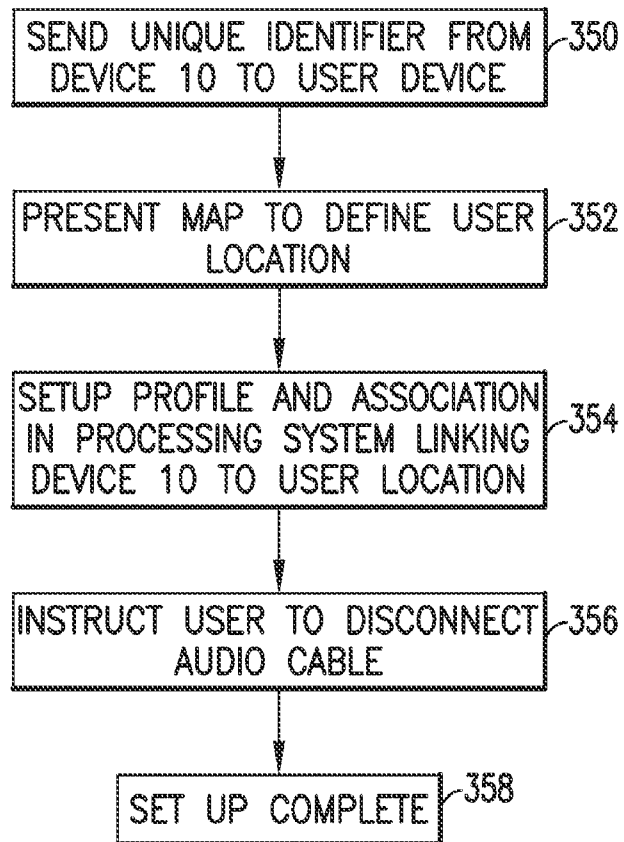 SEND UNIQUE IDENTIFIER FROM
DEVICE 10 TO USER DEVICE
350
PRESENT MAP TO DEFINE USER
LOCATION
352
SETUP PROFILE AND ASSOCIATION
IN PROCESSING SYSTEM LINKING
DEVICE 10 TO USER LOCATION
354
INSTRUCT USER TO DISCONNECT
AUDIO CABLE
356
SET UP COMPLETE
358